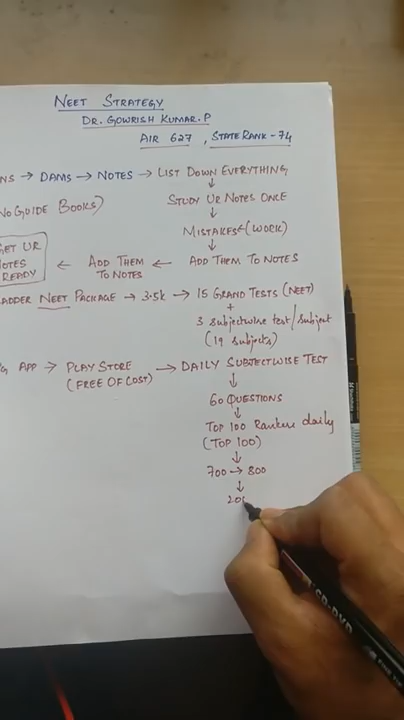 NEET STRATEGY
DR. GOWRISH KUMAR. P
AIR 627 , STATE RANK - 74
NS → DAMS → NOTES → LIST DOWN EVERYTHING
↓
NO GUIDE BOOKS) STUDY UR NOTES ONCE
↓
MISTAKES (WORK)
↓
GET UR NOTES READY ← ADD THEM TO NOTES ← ADD THEM TO NOTES
ADDER NEET PACKAGE → 3.5k → 15 GRAND TESTS (NEET)
+
3 subjectwise test/subject
(19 subjects)
G APP → PLAY STORE → DAILY SUBJECTWISE TEST
(FREE OF COST)
↓
60 QUESTIONS
↓
TOP 100 Rankers daily
(TOP 100)
↓
700 → 800
↓
20